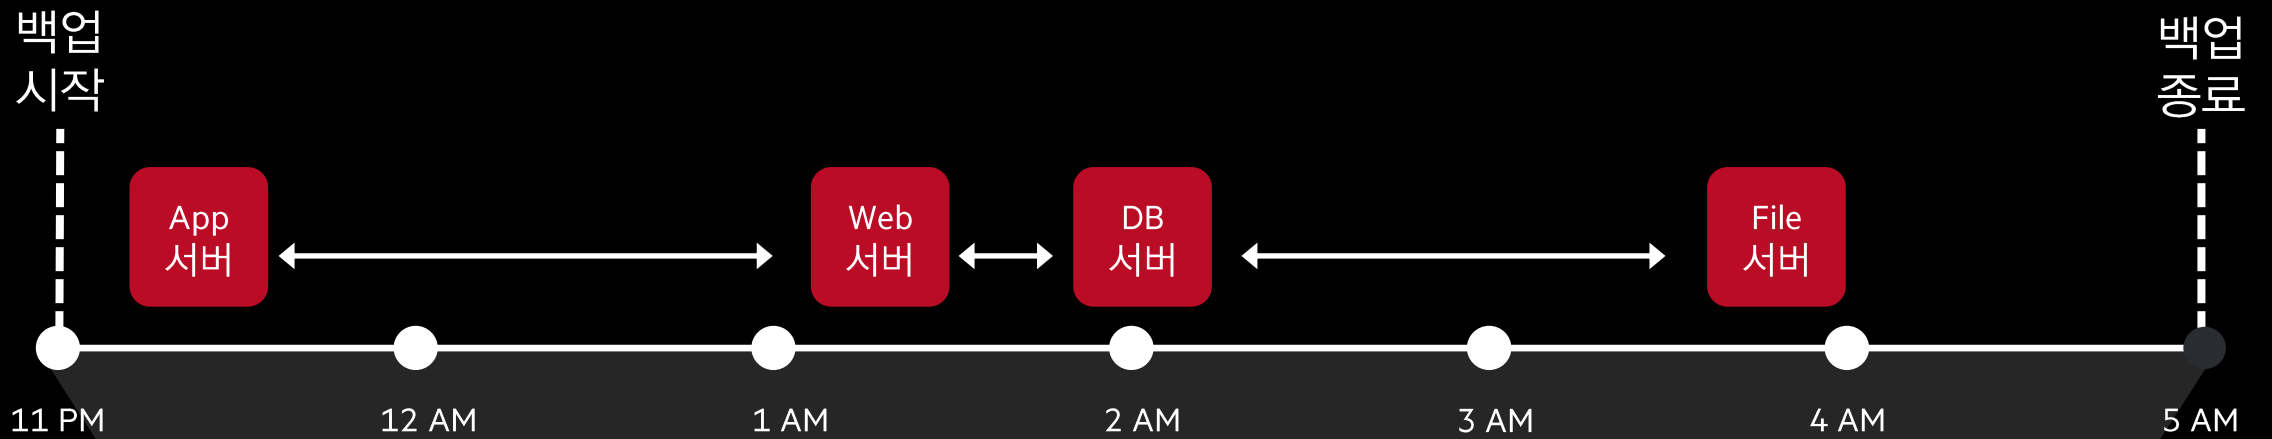 백업
시작
백업
종료
App
서버
Web
서버
DB
서버
File
서버
11 PM
12 AM
1 AM
2 AM
3 AM
4 AM
5 AM